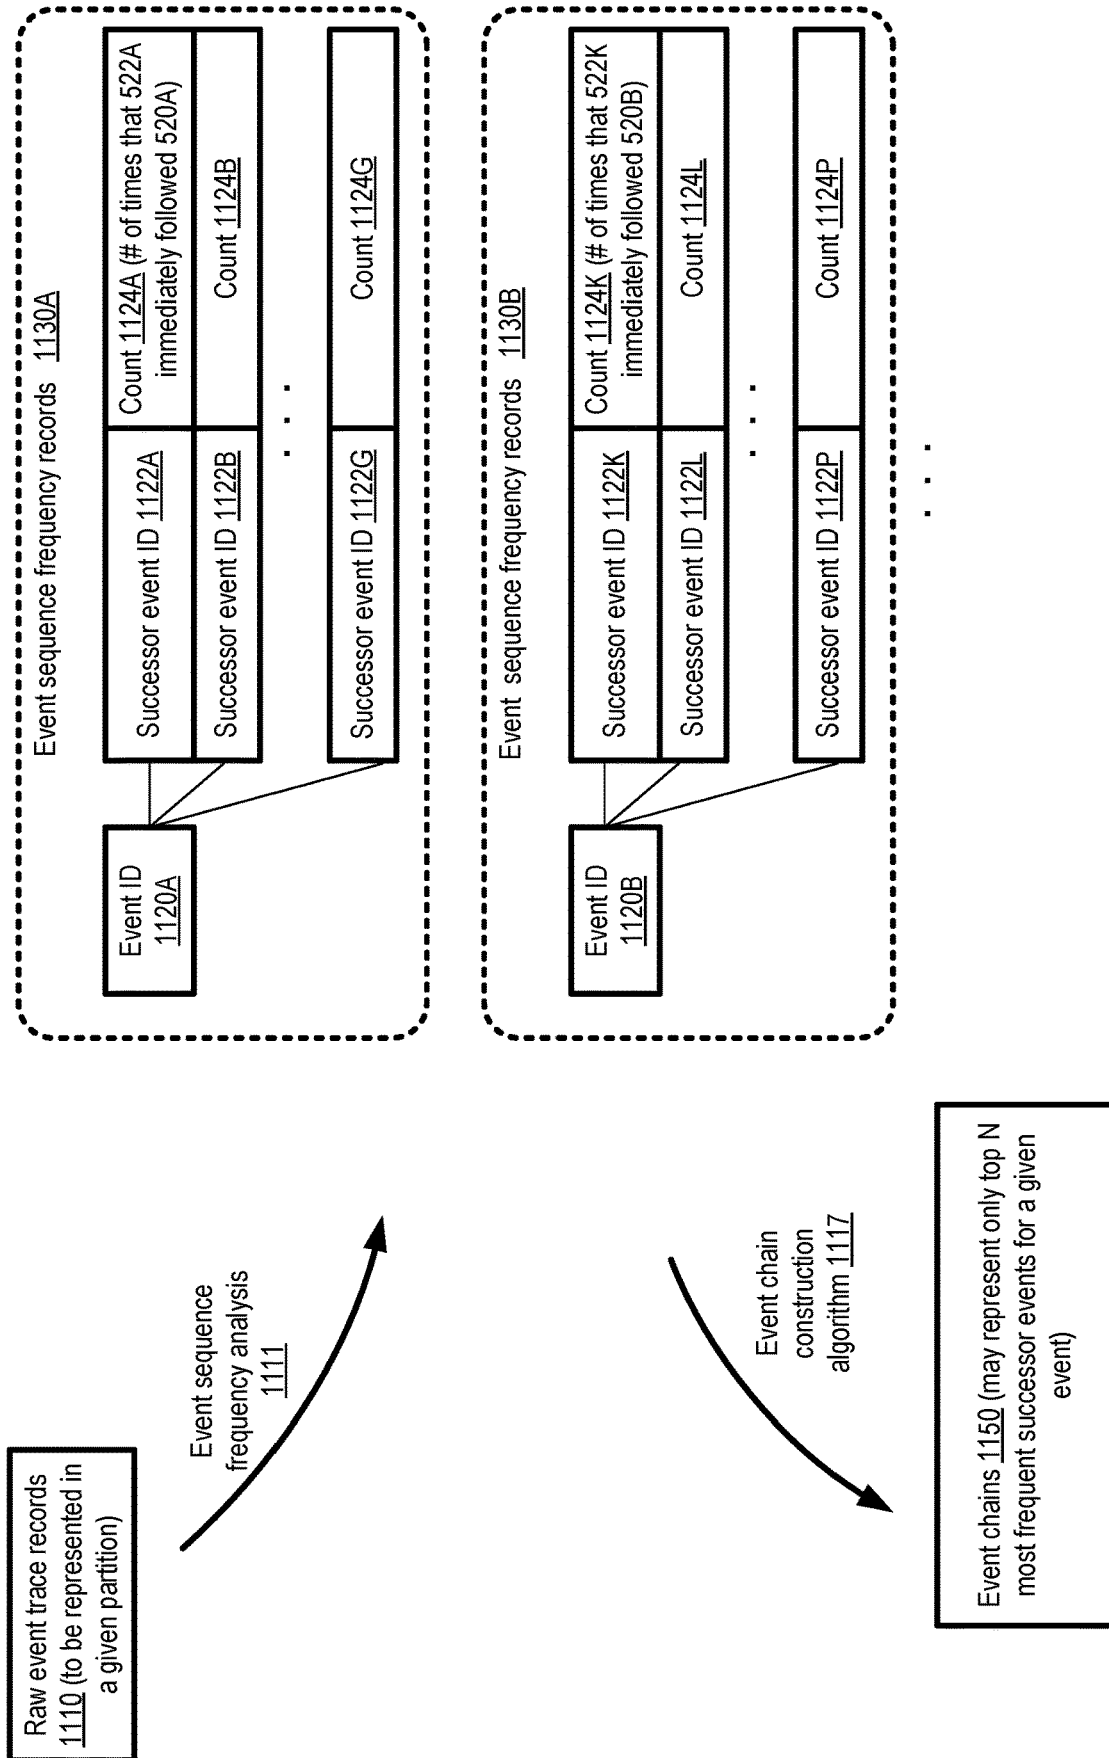 Raw event trace records
1110 (to be represented in
a given partition)
Event sequence
frequency analysis
1111
Event sequence frequency records 1130A
Event ID
1120A
Successor event ID 1122A
Count 1124A (# of times that 522A
immediately followed 520A)
Successor event ID 1122B
Count 1124B
. . .
Successor event ID 1122G
Count 1124G
Event sequence frequency records 1130B
Event ID
1120B
Successor event ID 1122K
Count 1124K (# of times that 522K
immediately followed 520B)
Successor event ID 1122L
Count 1124L
. . .
Successor event ID 1122P
Count 1124P
. . .
Event chain
construction
algorithm 1117
Event chains 1150 (may represent only top N
most frequent successor events for a given
event)